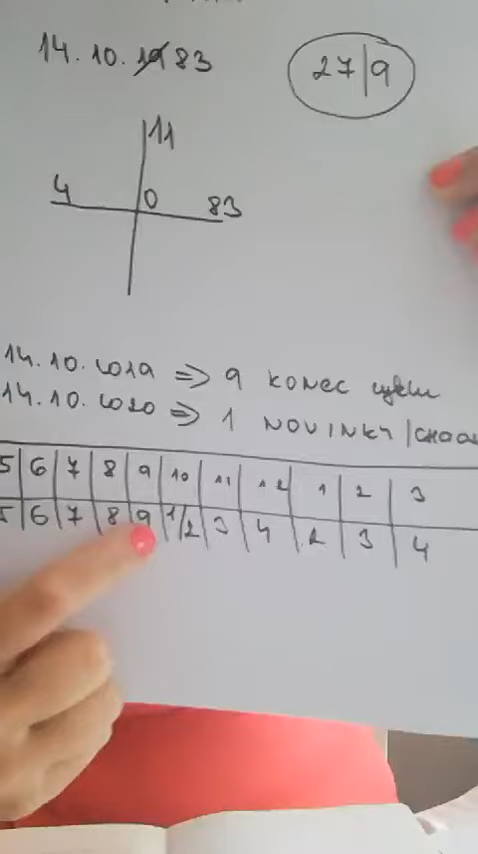 14.10.1983
27|9
11
4 0 83
14.10.2019 => 9 KONEC cyklu
14.10.2020 => 1 NOVINKY |
5 | 6 | 7 | 8 | 9 | 10 | 11 | 12 | 1 | 2 | 3
5 | 6 | 7 | 8 | 9 | 1/2 | 3 | 4 | 2 | 3 | 4